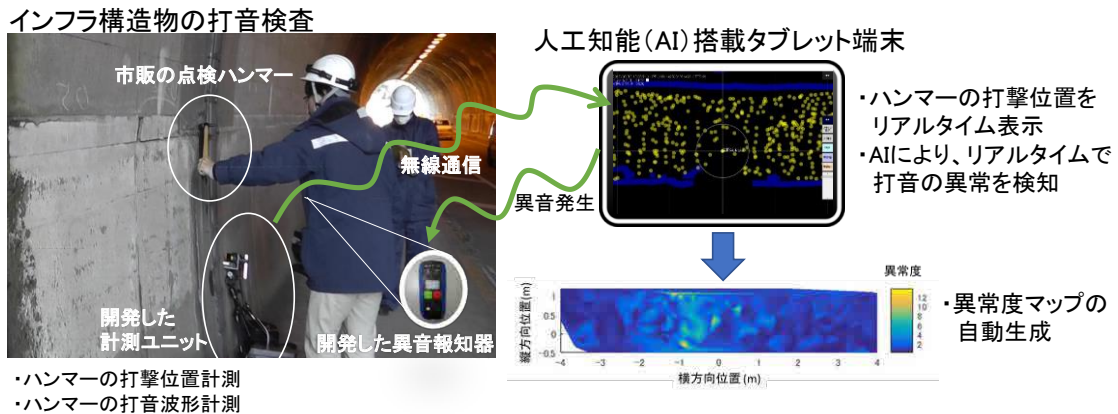 インフラ構造物の打音検査
市販の点検ハンマー
無線通信
開発した
計測ユニット
開発した異音報知器
・ハンマーの打撃位置計測
・ハンマーの打音波形計測
人工知能(AI)搭載タブレット端末
異音発生
・ハンマーの打撃位置を
リアルタイム表示
・AIにより、リアルタイムで
打音の異常を検知
異常度
12
10
8
6
4
2
縦方向位置(m)
1
0.5
0
-0.5
-4 -3 -2 -1 0 1 2 3 4
横方向位置(m)
・異常度マップの
自動生成